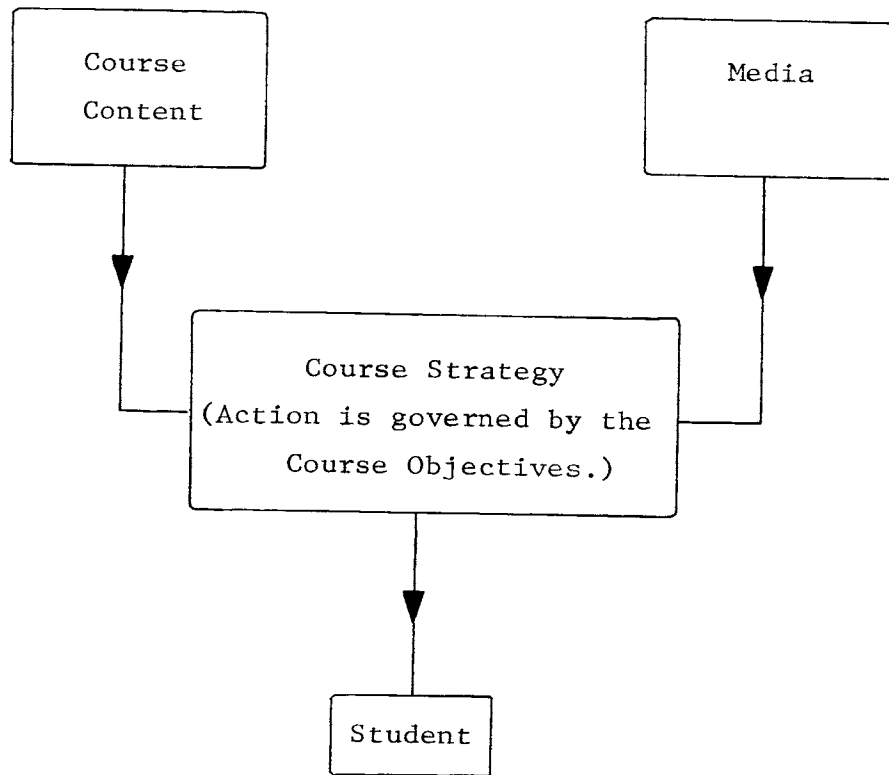 Course
Content
Media
Course Strategy
(Action is governed by the
Course Objectives.)
Student